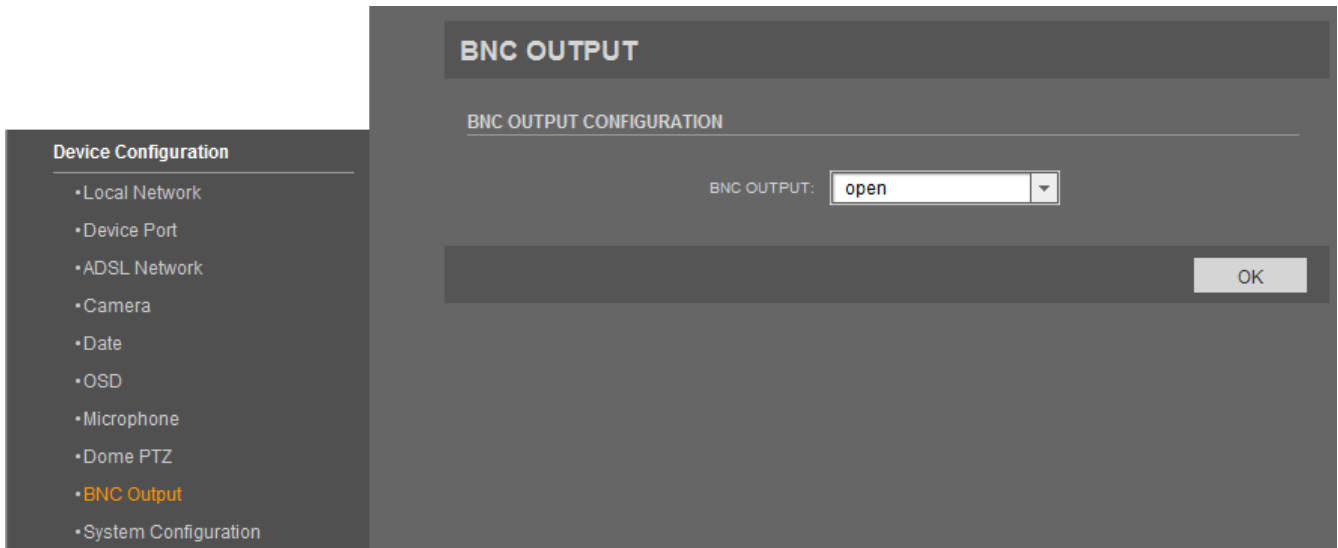 Device Configuration
•Local Network
•Device Port
•ADSL Network
•Camera
•Date
•OSD
•Microphone
•Dome PTZ
•BNC Output
•System Configuration
BNC OUTPUT
BNC OUTPUT CONFIGURATION
BNC OUTPUT: open
OK